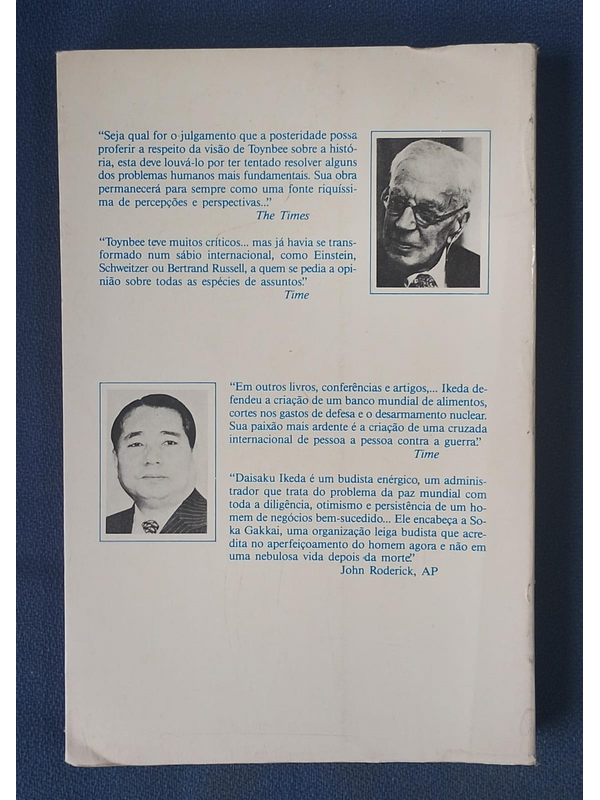 “Seja qual for o julgamento que a posteridade possa
proferir a respeito da visão de Toynbee sobre a histó-
ria, esta deve louvá-lo por ter tentado resolver alguns
dos problemas humanos mais fundamentais. Sua obra
permanecerá para sempre como uma fonte riquíssi-
ma de percepções e perspectivas...”
The Times
“Toynbee teve muitos críticos... mas já havia se trans-
formado num sábio internacional, como Einstein,
Schweitzer ou Bertrand Russell, a quem se pedia a opi-
nião sobre todas as espécies de assuntos.”
Time
“Em outros livros, conferências e artigos,... Ikeda de-
fendeu a criação de um banco mundial de alimentos,
cortes nos gastos de defesa e o desarmamento nuclear.
Sua paixão mais ardente é a criação de uma cruzada
internacional de pessoa a pessoa contra a guerra.”
Time
“Daisaku Ikeda é um budista enérgico, um adminis-
trador que trata do problema da paz mundial com
toda a diligência, otimismo e persistência de um ho-
mem de negócios bem-sucedido... Ele encabeça a So-
ka Gakkai, uma organização leiga budista que acre-
dita no aperfeiçoamento do homem agora e não em
uma nebulosa vida depois da morte.”
John Roderick, AP